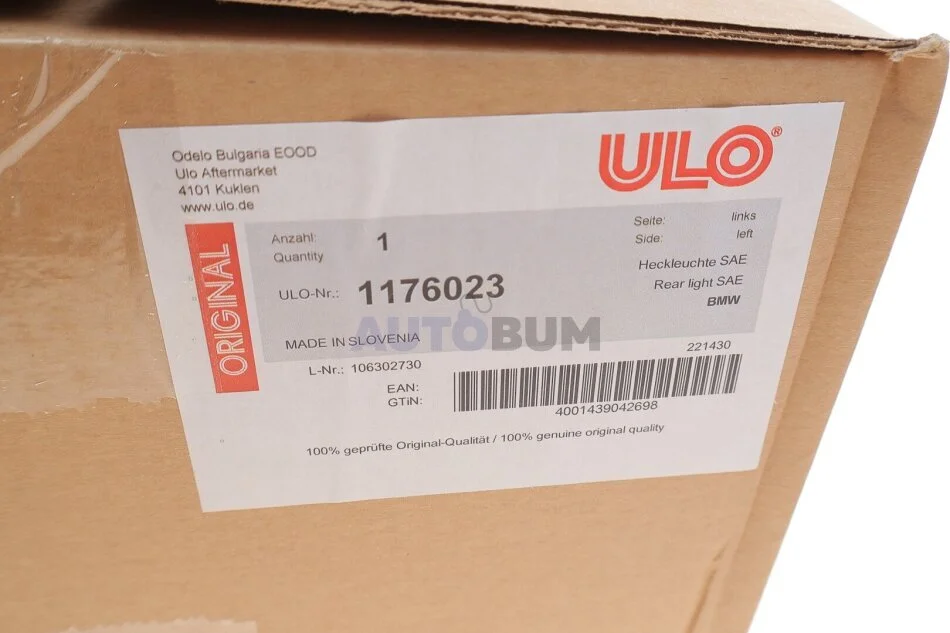 Odelo Bulgaria EOOD
Ulo Aftermarket
4101 Kuklen
www.ulo.de
ULO®
ORIGINAL
Anzahl: 1
Quantity
Seite: links
Side: left
ULO-Nr.: 1176023
Heckleuchte SAE
Rear light SAE
BMW
AUTOBUM
MADE IN SLOVENIA
221430
L-Nr.: 106302730
EAN:
GTiN:
4001439042698
100% geprüfte Original-Qualität / 100% genuine original quality